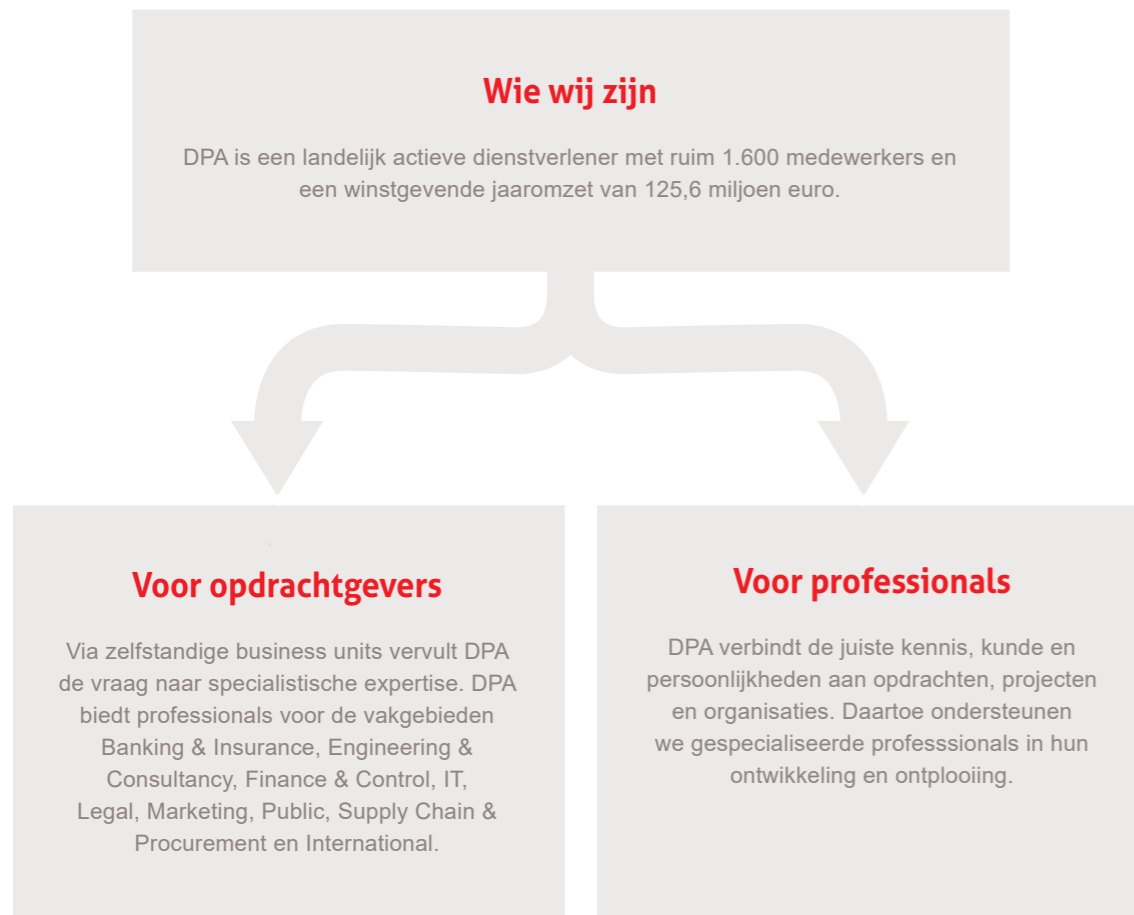 Wie wij zijn
DPA is een landelijk actieve dienstverlener met ruim 1.600 medewerkers en
een winstgevende jaaromzet van 125,6 miljoen euro.
Voor opdrachtgevers
Via zelfstandige business units vervult DPA
de vraag naar specialistische expertise. DPA
biedt professionals voor de vakgebieden
Banking & Insurance, Engineering &
Consultancy, Finance & Control, IT,
Legal, Marketing, Public, Supply Chain &
Procurement en International.
Voor professionals
DPA verbindt de juiste kennis, kunde en
persoonlijkheden aan opdrachten, projecten
en organisaties. Daartoe ondersteunen
we gespecialiseerde professsionals in hun
ontwikkeling en ontplooiing.